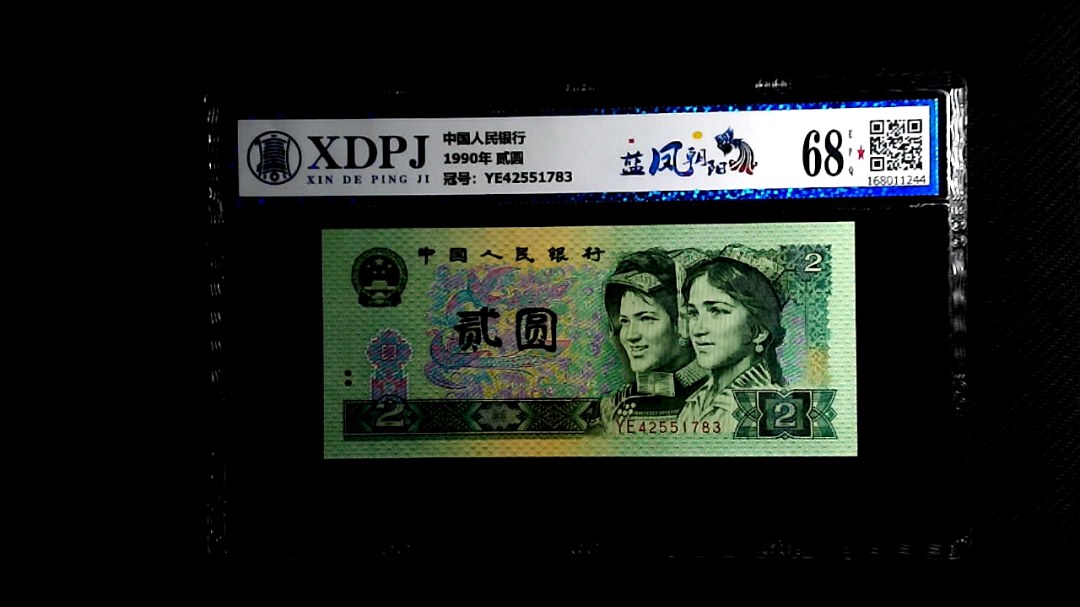 XDPJ
XIN DE PING JI
中国人民银行
1990年 贰圆
冠号: YE42551783
蓝凤朝阳
68
EPQ
★
168011244
中国人民银行
2
贰圆
2
YE42551783
2